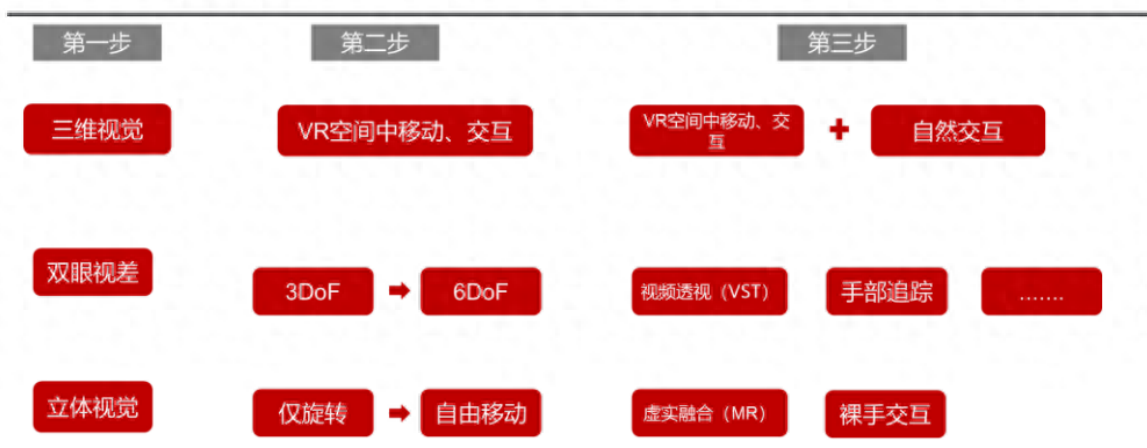 第一步
第二步
第三步
三维视觉
VR空间中移动、交互
VR空间中移动、交
互
自然交互
双眼视差
3DoF
6DoF
视频透视（VST）
手部追踪
.......
立体视觉
仅旋转
自由移动
虚实融合（MR）
裸手交互